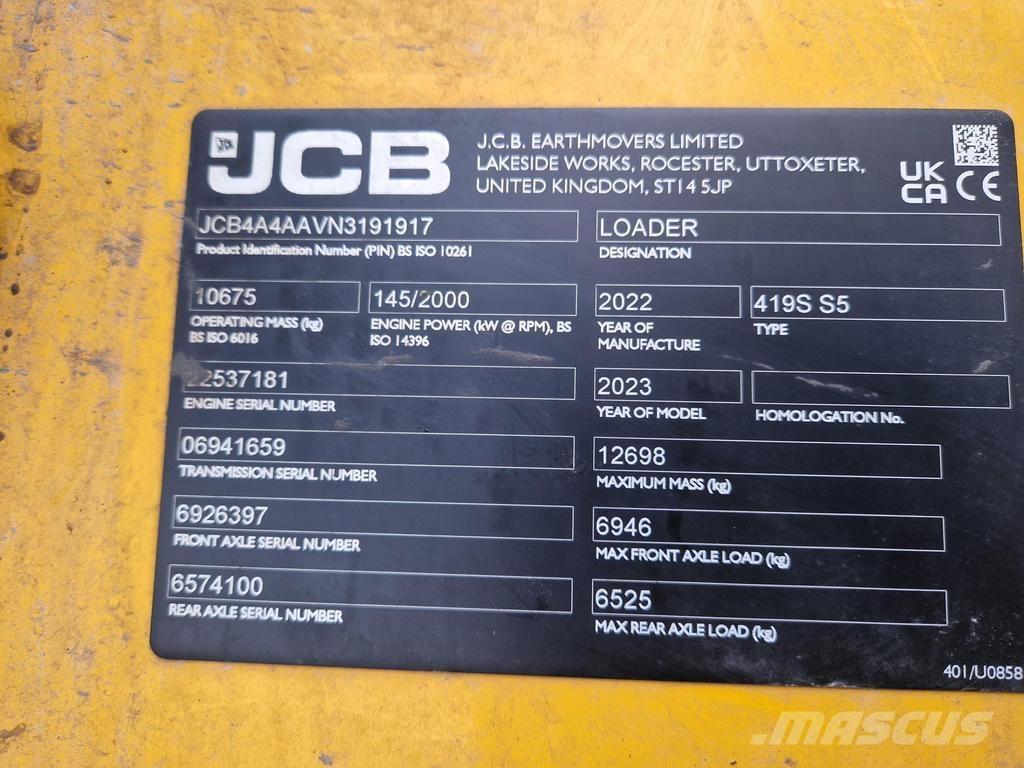 JCB
J.C.B. EARTHMOVERS LIMITED
LAKESIDE WORKS, ROCESTER, UTTOXETER,
UNITED KINGDOM, ST14 5JP
UK
CA CE
JCB4A4AAVN3191917
Product Identification Number (PIN) BS ISO 10261
LOADER
DESIGNATION
10675
OPERATING MASS (kg)
BS ISO 6016
145/2000
ENGINE POWER (kW @ RPM), BS
ISO 14396
2022
YEAR OF
MANUFACTURE
419S S5
TYPE
22537181
ENGINE SERIAL NUMBER
2023
YEAR OF MODEL
HOMOLOGATION No.
06941659
TRANSMISSION SERIAL NUMBER
12698
MAXIMUM MASS (kg)
6926397
FRONT AXLE SERIAL NUMBER
6946
MAX FRONT AXLE LOAD (kg)
6574100
REAR AXLE SERIAL NUMBER
6525
MAX REAR AXLE LOAD (kg)
401/U0858
.MASCUS